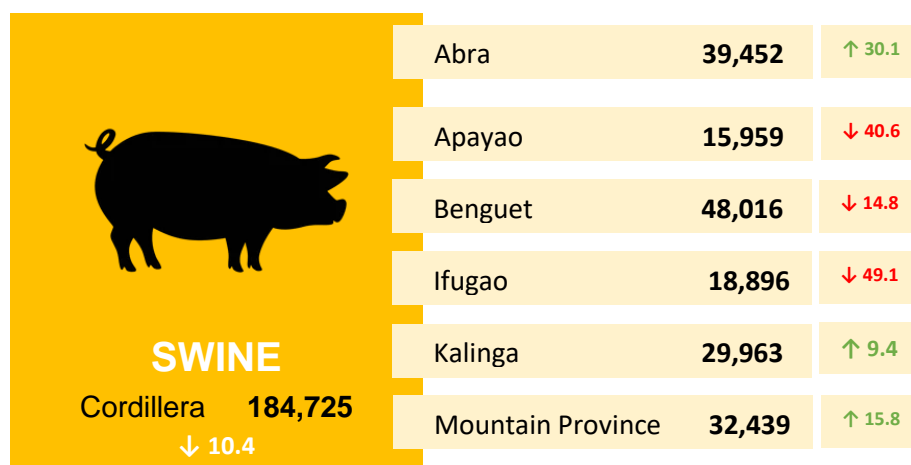 Abra 39,452 ↑ 30.1
Apayao 15,959 ↓ 40.6
Benguet 48,016 ↓ 14.8
Ifugao 18,896 ↓ 49.1
Kalinga 29,963 ↑ 9.4
Mountain Province 32,439 ↑ 15.8
SWINE
Cordillera 184,725
↓ 10.4